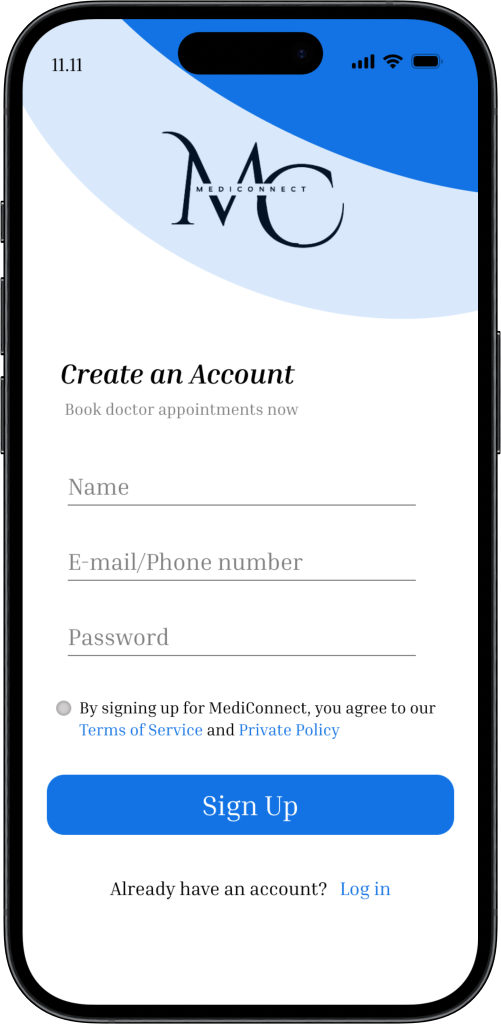 11.11
MC
MEDICONNECT
Create an Account
Book doctor appointments now
Name
E-mail/Phone number
Password
By signing up for MediConnect, you agree to our
Terms of Service and Private Policy
Sign Up
Already have an account? Log in